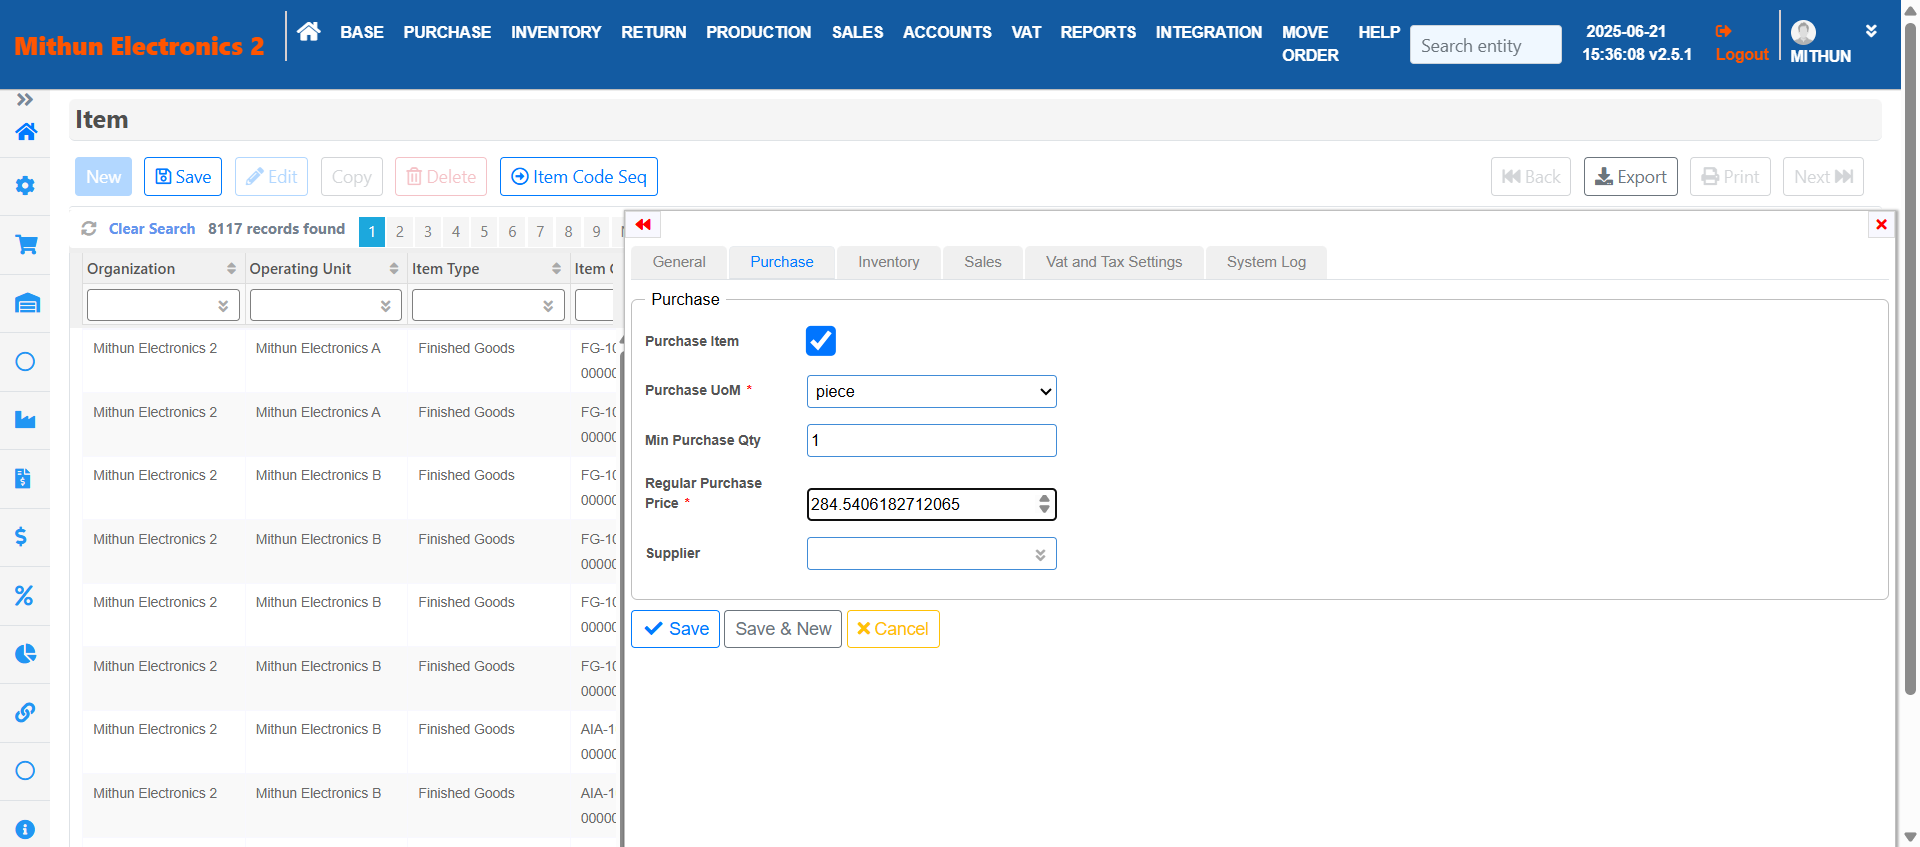 Mithun Electronics 2
BASE PURCHASE INVENTORY RETURN PRODUCTION SALES ACCOUNTS VAT REPORTS INTEGRATION MOVE ORDER HELP
Search entity
2025-06-21
15:36:08 v2.5.1
Logout
MITHUN
Item
New Save Edit Copy Delete Item Code Seq Back Export Print Next
Clear Search 8117 records found 1 2 3 4 5 6 7 8 9
Organization Operating Unit Item Type Item
Mithun Electronics 2 Mithun Electronics A Finished Goods FG-10
0000
Mithun Electronics 2 Mithun Electronics A Finished Goods FG-10
0000
Mithun Electronics 2 Mithun Electronics B Finished Goods FG-10
0000
Mithun Electronics 2 Mithun Electronics B Finished Goods FG-10
0000
Mithun Electronics 2 Mithun Electronics B Finished Goods FG-10
0000
Mithun Electronics 2 Mithun Electronics B Finished Goods FG-10
0000
Mithun Electronics 2 Mithun Electronics B Finished Goods AIA-1
0000
Mithun Electronics 2 Mithun Electronics B Finished Goods AIA-1
0000
General Purchase Inventory Sales Vat and Tax Settings System Log
Purchase
Purchase Item
Purchase UoM * piece
Min Purchase Qty 1
Regular Purchase
Price * 284.5406182712065
Supplier
Save Save & New Cancel